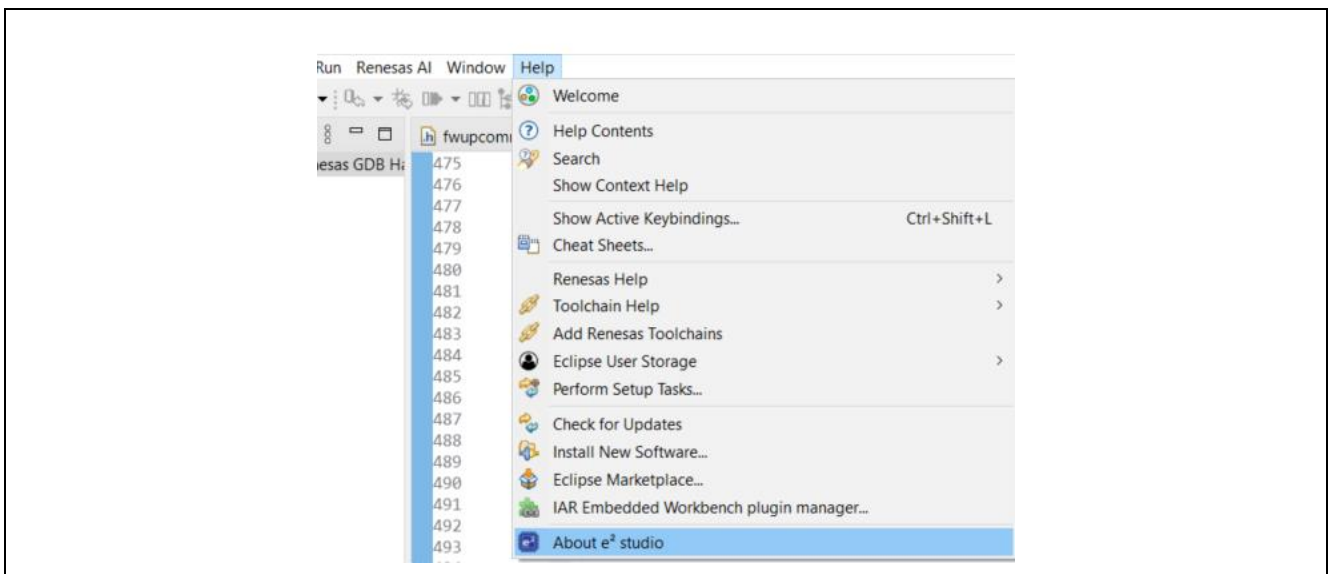 Run Renesas AI Window Help
Welcome
fwupcom
Help Contents
esas GDB Ha
475
Search
476
Show Context Help
477
478
Show Active Keybindings... Ctrl+Shift+L
479
Cheat Sheets...
480
Renesas Help >
481
482
Toolchain Help >
483
Add Renesas Toolchains
484
Eclipse User Storage >
485
Perform Setup Tasks...
486
487
Check for Updates
488
Install New Software...
489
490
Eclipse Marketplace...
491
IAR Embedded Workbench plugin manager...
492
493
About e² studio